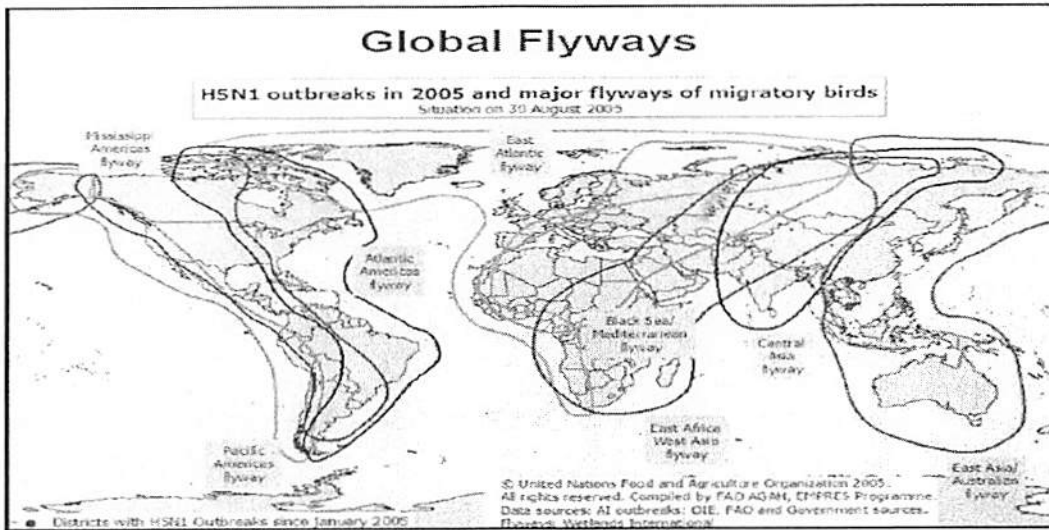 Global Flyways
H5N1 outbreaks in 2005 and major flyways of migratory birds
Situation on 30 August 2005
Mississippi
Americas
flyway
East
Atlantic
flyway
Atlantic
Americas
flyway
Black Sea/
Mediterranean
flyway
Central
Asia
flyway
East Africa
West Asia
flyway
Pacific
Americas
flyway
East Asia/
Australian
flyway
© United Nations Food and Agriculture Organization 2005.
All rights reserved. Compiled by FAO AGAH, EMPRES Programme.
Data sources: AI outbreaks: OIE, FAO and Government sources.
Flyways: Wetlands International
Districts with H5N1 Outbreaks since January 2005